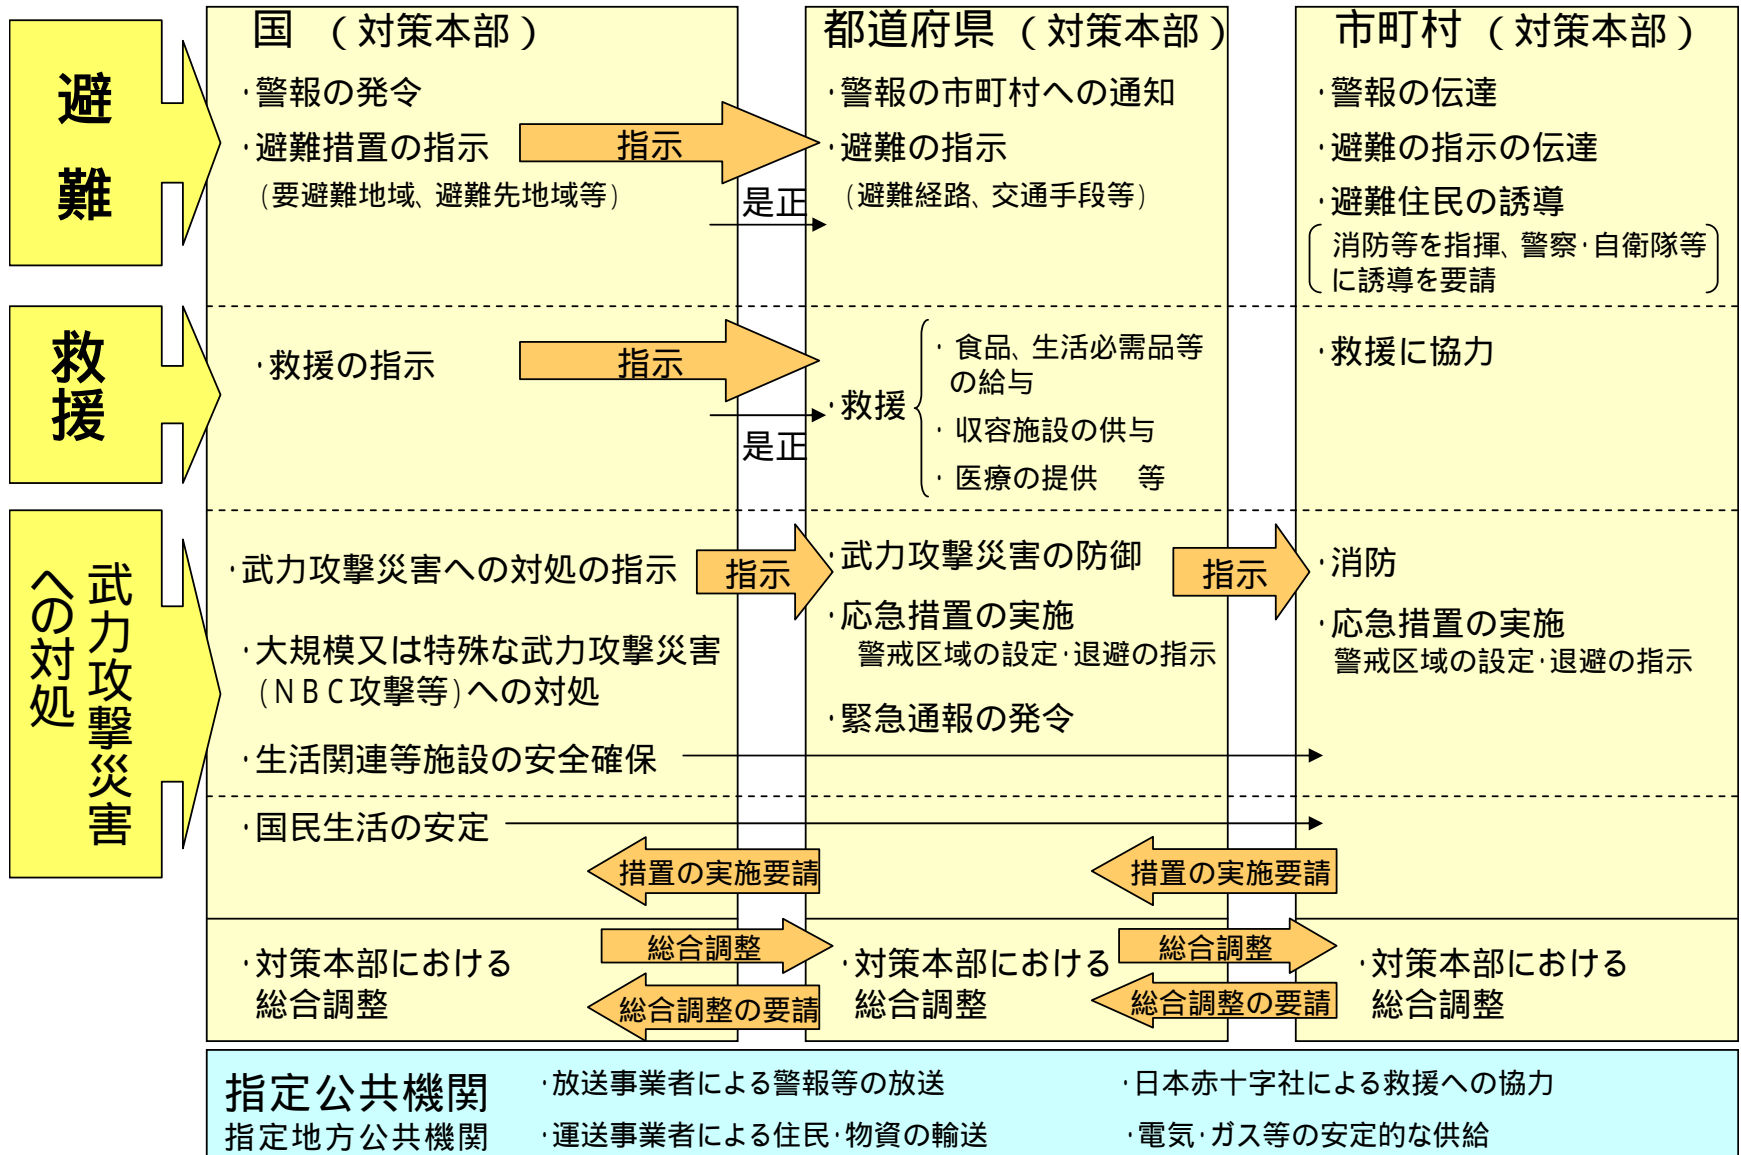 国 （対策本部）
都道府県（対策本部）
市町村（対策本部）
避難
・警報の発令
・避難措置の指示
（要避難地域、避難先地域等）
指示
是正
・警報の市町村への通知
・避難の指示
（避難経路、交通手段等）
・警報の伝達
・避難の指示の伝達
・避難住民の誘導
消防等を指揮、警察・自衛隊等
に誘導を要請
救援
・救援の指示
指示
是正
・救援
・食品、生活必需品等
の給与
・収容施設の供与
・医療の提供 等
・救援に協力
武力攻撃災害
への対処
・武力攻撃災害への対処の指示
指示
・大規模又は特殊な武力攻撃災害
（ＮＢＣ攻撃等）への対処
・生活関連等施設の安全確保
・武力攻撃災害の防御
・応急措置の実施
警戒区域の設定・退避の指示
・緊急通報の発令
指示
・消防
・応急措置の実施
警戒区域の設定・退避の指示
・国民生活の安定
措置の実施要請
措置の実施要請
・対策本部における
総合調整
総合調整
総合調整の要請
・対策本部における
総合調整
総合調整
総合調整の要請
・対策本部における
総合調整
指定公共機関
指定地方公共機関
・放送事業者による警報等の放送
・日本赤十字社による救援への協力
・運送事業者による住民・物資の輸送
・電気・ガス等の安定的な供給